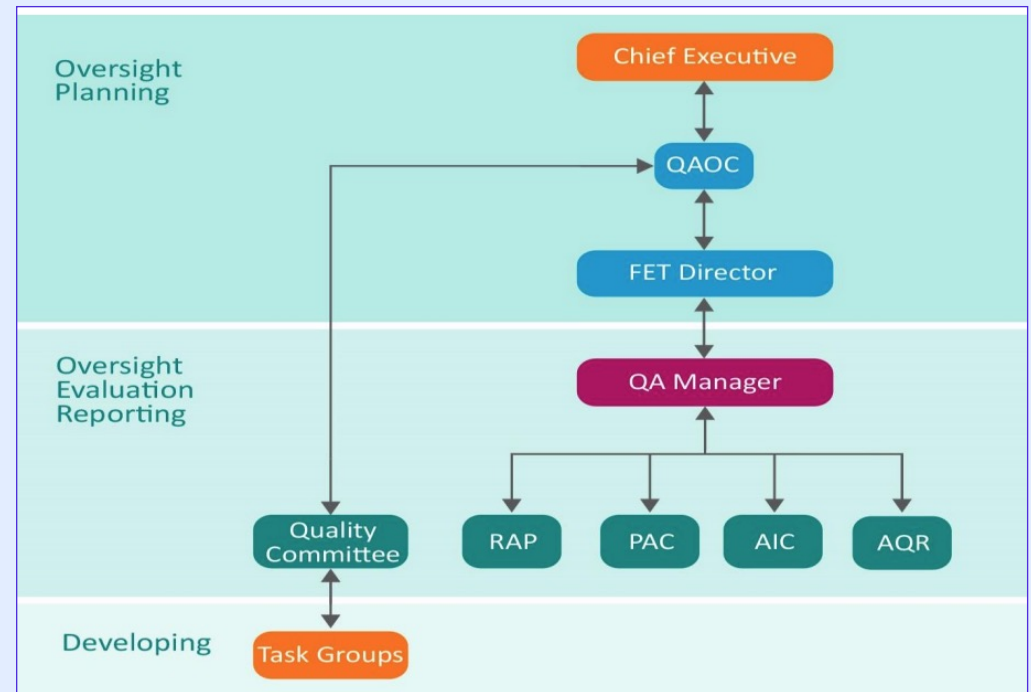 Oversight
Planning
Chief Executive
QAOC
FET Director
Oversight
Evaluation
Reporting
QA Manager
Quality
Committee
RAP
PAC
AIC
AQR
Developing
Task Groups